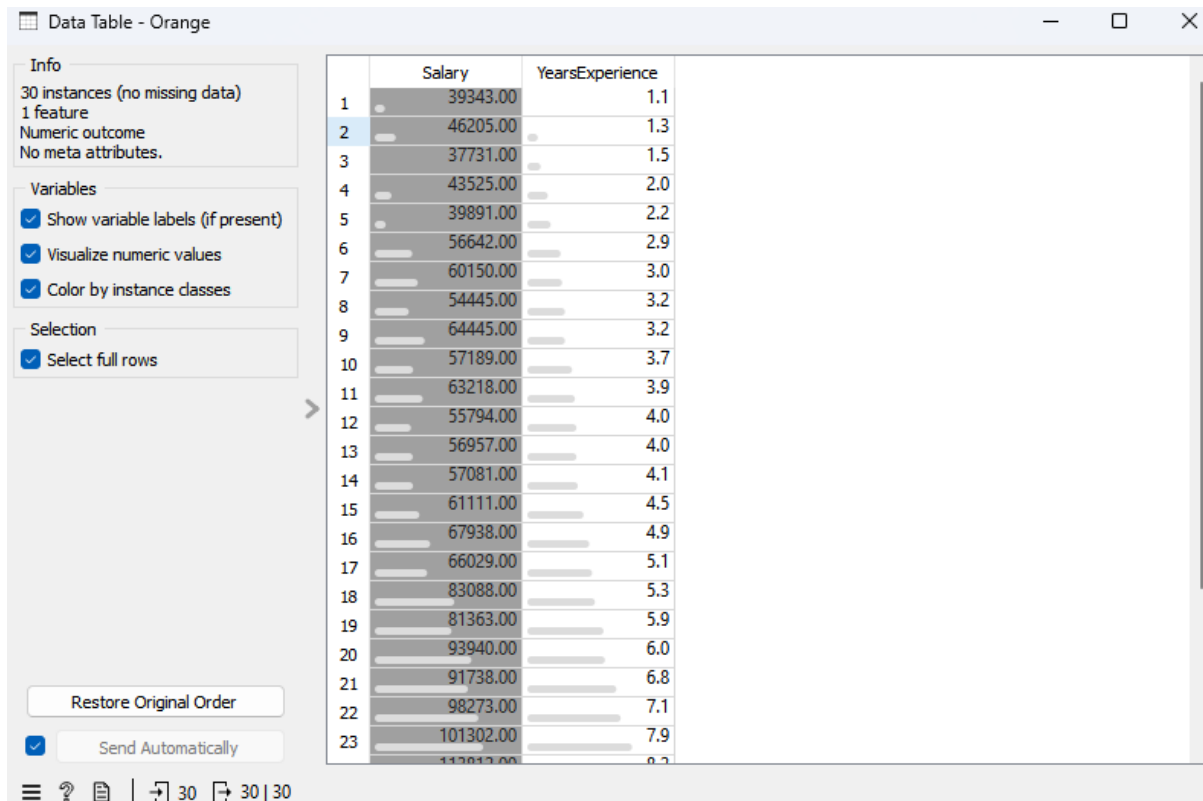 Data Table - Orange
Info
30 instances (no missing data)
1 feature
Numeric outcome
No meta attributes.
Variables
Show variable labels (if present)
Visualize numeric values
Color by instance classes
Selection
Select full rows
Restore Original Order
Send Automatically
Salary YearsExperience
1 39343.00 1.1
2 46205.00 1.3
3 37731.00 1.5
4 43525.00 2.0
5 39891.00 2.2
6 56642.00 2.9
7 60150.00 3.0
8 54445.00 3.2
9 64445.00 3.2
10 57189.00 3.7
11 63218.00 3.9
12 55794.00 4.0
13 56957.00 4.0
14 57081.00 4.1
15 61111.00 4.5
16 67938.00 4.9
17 66029.00 5.1
18 83088.00 5.3
19 81363.00 5.9
20 93940.00 6.0
21 91738.00 6.8
22 98273.00 7.1
23 101302.00 7.9
? 30 30 | 30